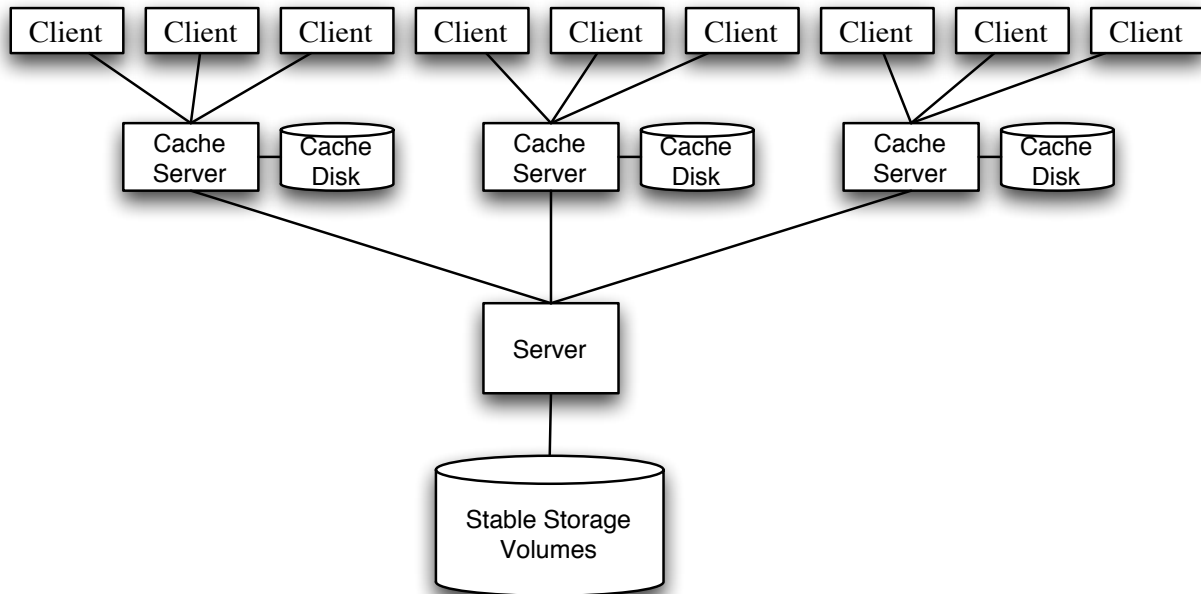 Client
Client
Client
Client
Client
Client
Client
Client
Client
Cache
Server
Cache
Disk
Cache
Server
Cache
Disk
Cache
Server
Cache
Disk
Server
Stable Storage
Volumes